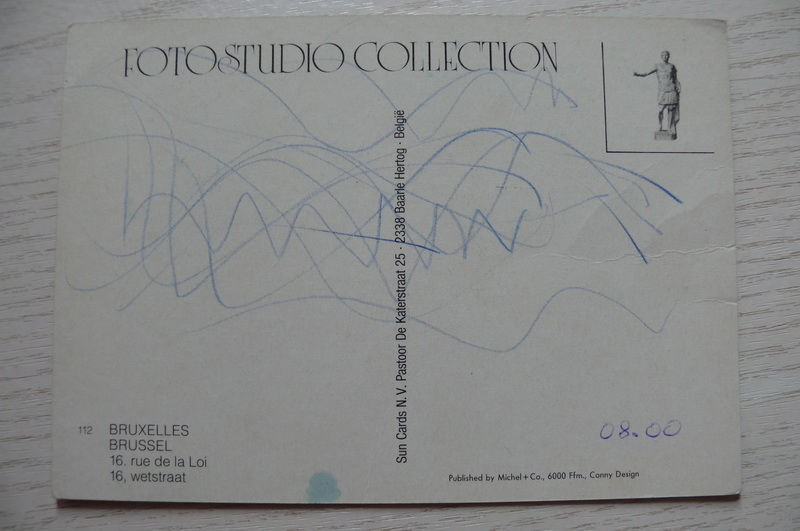 FOTOSTUDIO COLLECTION
Sun Cards N.V. Pastoor De Katerstraat 25 · 2338 Baarle Hertog · België
112 BRUXELLES
BRUSSEL
16. rue de la Loi
16, wetstraat
08.00
Published by Michel + Co., 6000 Ffm., Conny Design